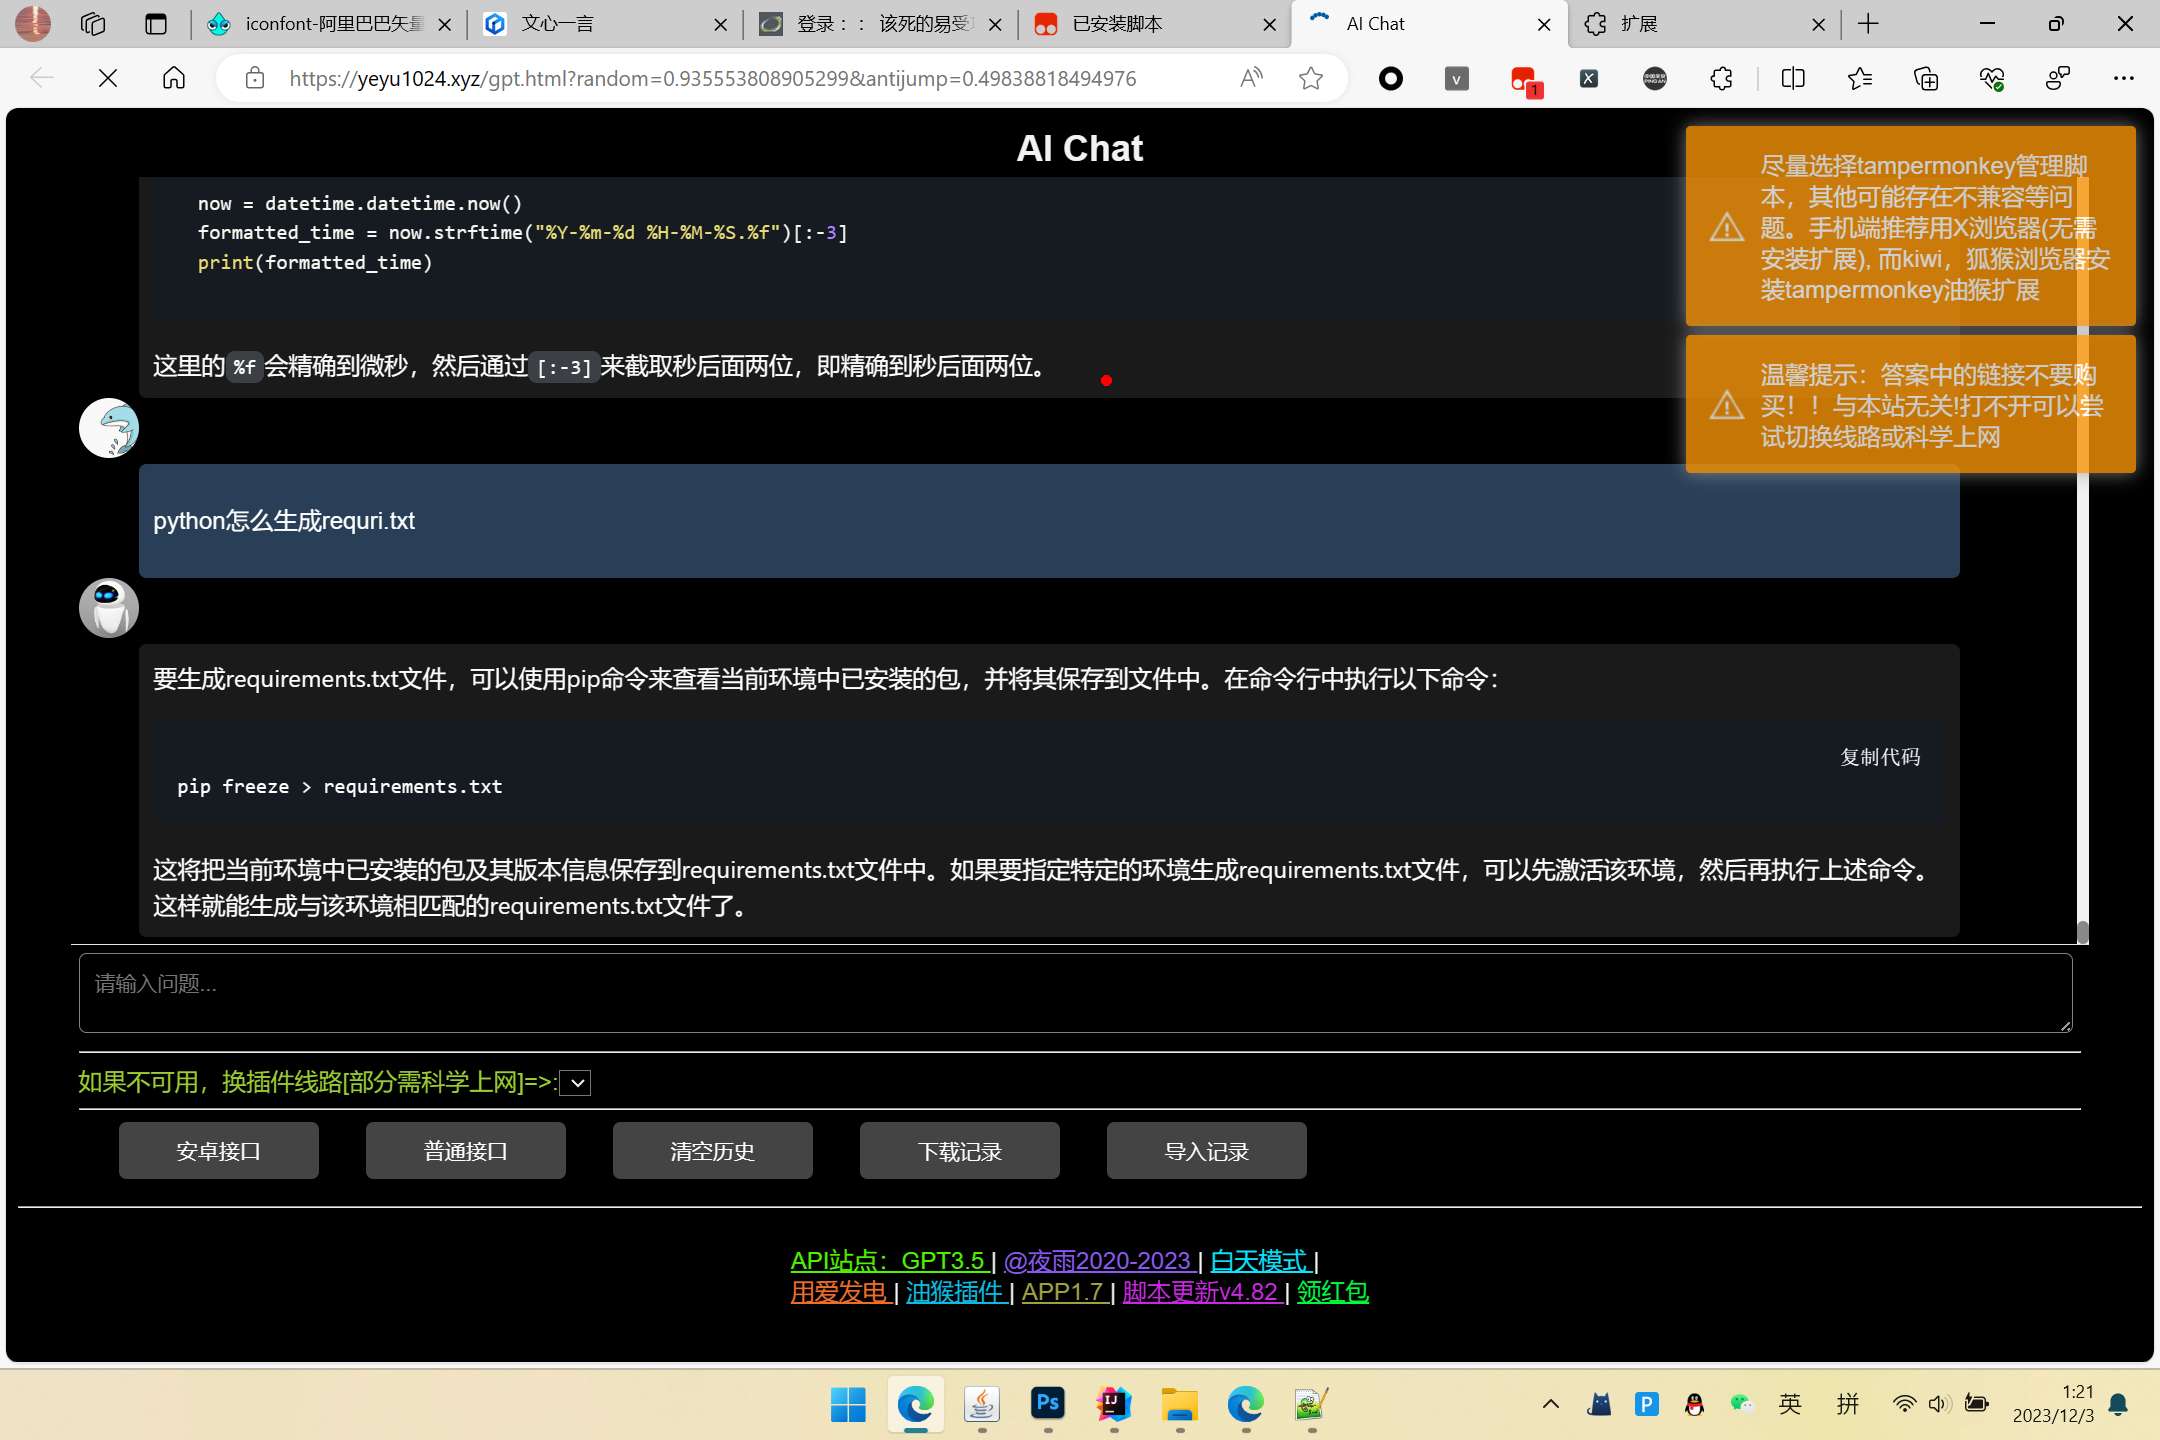 iconfont-阿里巴巴矢量
文心一言
登录：： 该死的易受
已安装脚本
AI Chat
扩展
https://yeyu1024.xyz/gpt.html?random=0.935553808905299&antijump=0.49838818494976
V
1
X
AI Chat
尽量选择tampermonkey管理脚
本，其他可能存在不兼容等问
题。手机端推荐用X浏览器(无需
安装扩展), 而kiwi，狐猴浏览器安
装tampermonkey油猴扩展
温馨提示：答案中的链接不要购
买！！与本站无关!打不开可以尝
试切换线路或科学上网
now = datetime.datetime.now()
formatted_time = now.strftime("%Y-%m-%d %H-%M-%S.%f")[:-3]
print(formatted_time)
这里的%f会精确到微秒，然后通过[:-3]来截取秒后面两位，即精确到秒后面两位。
python怎么生成requri.txt
要生成requirements.txt文件，可以使用pip命令来查看当前环境中已安装的包，并将其保存到文件中。在命令行中执行以下命令：
复制代码
pip freeze > requirements.txt
这将把当前环境中已安装的包及其版本信息保存到requirements.txt文件中。如果要指定特定的环境生成requirements.txt文件，可以先激活该环境，然后再执行上述命令。
这样就能生成与该环境相匹配的requirements.txt文件了。
请输入问题...
如果不可用，换插件线路[部分需科学上网]=>:
安卓接口
普通接口
清空历史
下载记录
导入记录
API站点：GPT3.5 | @夜雨2020-2023 | 白天模式 |
用爱发电 | 油猴插件 | APP1.7 | 脚本更新v4.82 | 领红包
Ps
IJ
P
英
拼
1:21
2023/12/3